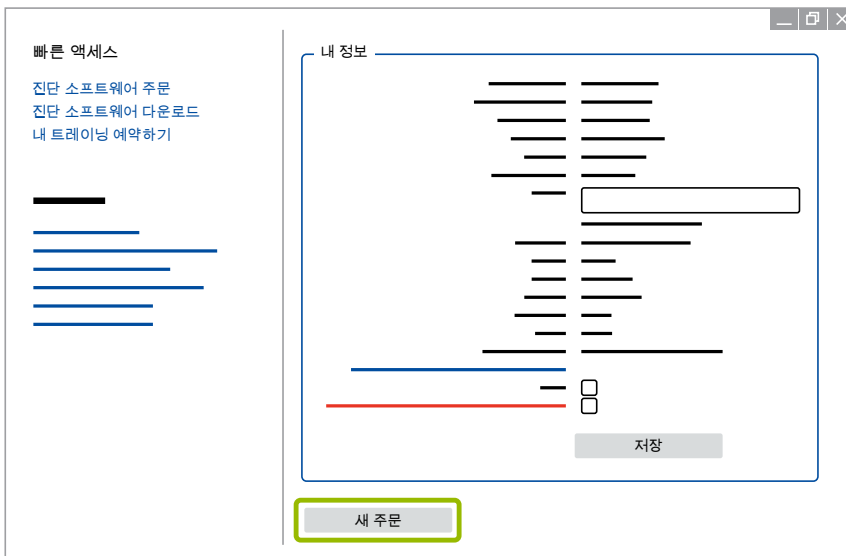 빠른 액세스
진단 소프트웨어 주문
진단 소프트웨어 다운로드
내 트레이닝 예약하기
내 정보
저장
새 주문